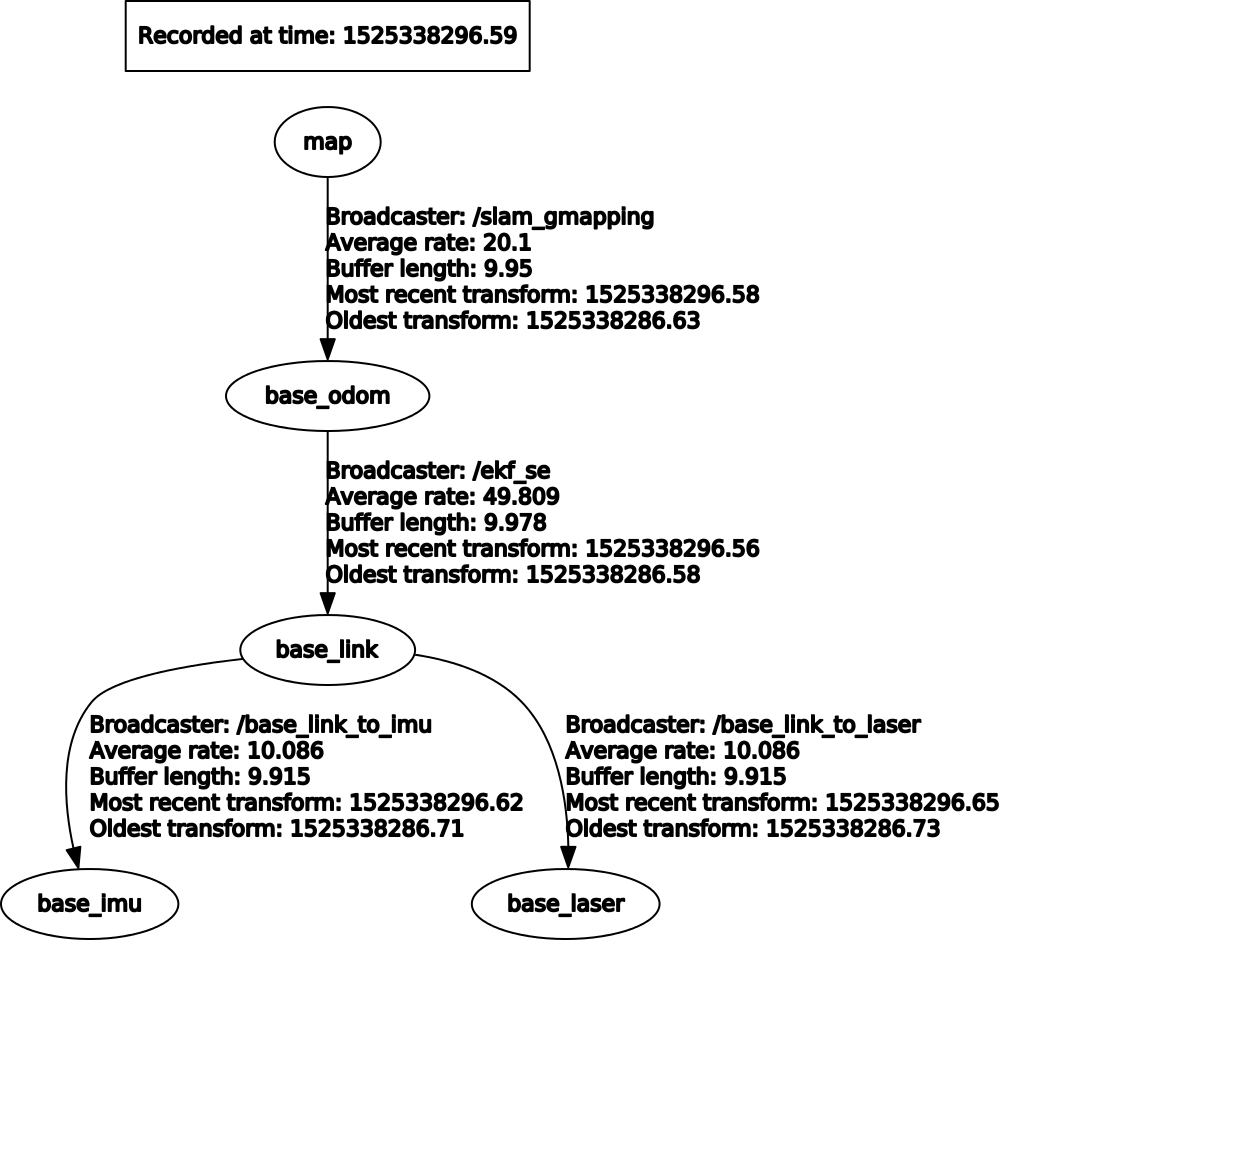 Recorded at time: 1525338296.59
map
Broadcaster: /slam_gmapping
Average rate: 20.1
Buffer length: 9.95
Most recent transform: 1525338296.58
Oldest transform: 1525338286.63
base_odom
Broadcaster: /ekf_se
Average rate: 49.809
Buffer length: 9.978
Most recent transform: 1525338296.56
Oldest transform: 1525338286.58
base_link
Broadcaster: /base_link_to_imu
Average rate: 10.086
Buffer length: 9.915
Most recent transform: 1525338296.62
Oldest transform: 1525338286.71
Broadcaster: /base_link_to_laser
Average rate: 10.086
Buffer length: 9.915
Most recent transform: 1525338296.65
Oldest transform: 1525338286.73
base_imu
base_laser